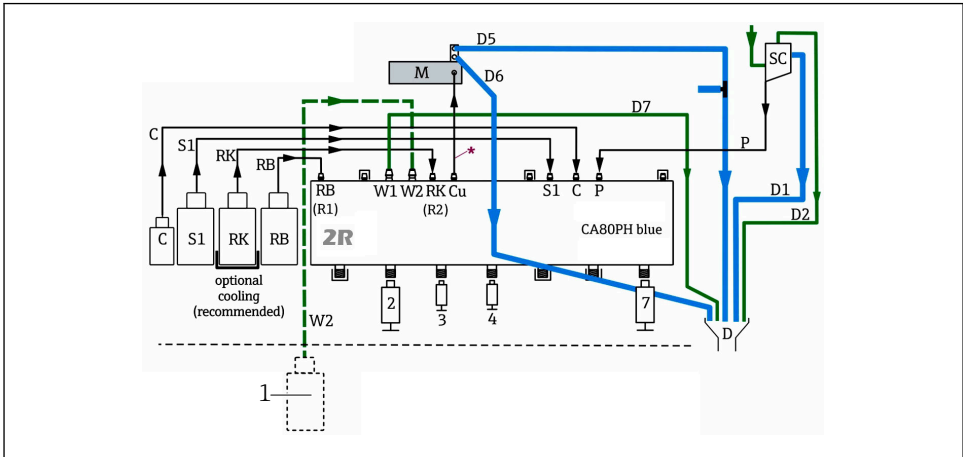 D5
SC
M
D6
D7
C
S1
*
P
RK
RB
RB
W1
W2
RK
Cu
S1
C
P
(R1)
(R2)
D1
D2
2R
CA80PH blue
C
S1
RK
RB
optional
cooling
(recommended)
2
3
4
7
W2
D
1